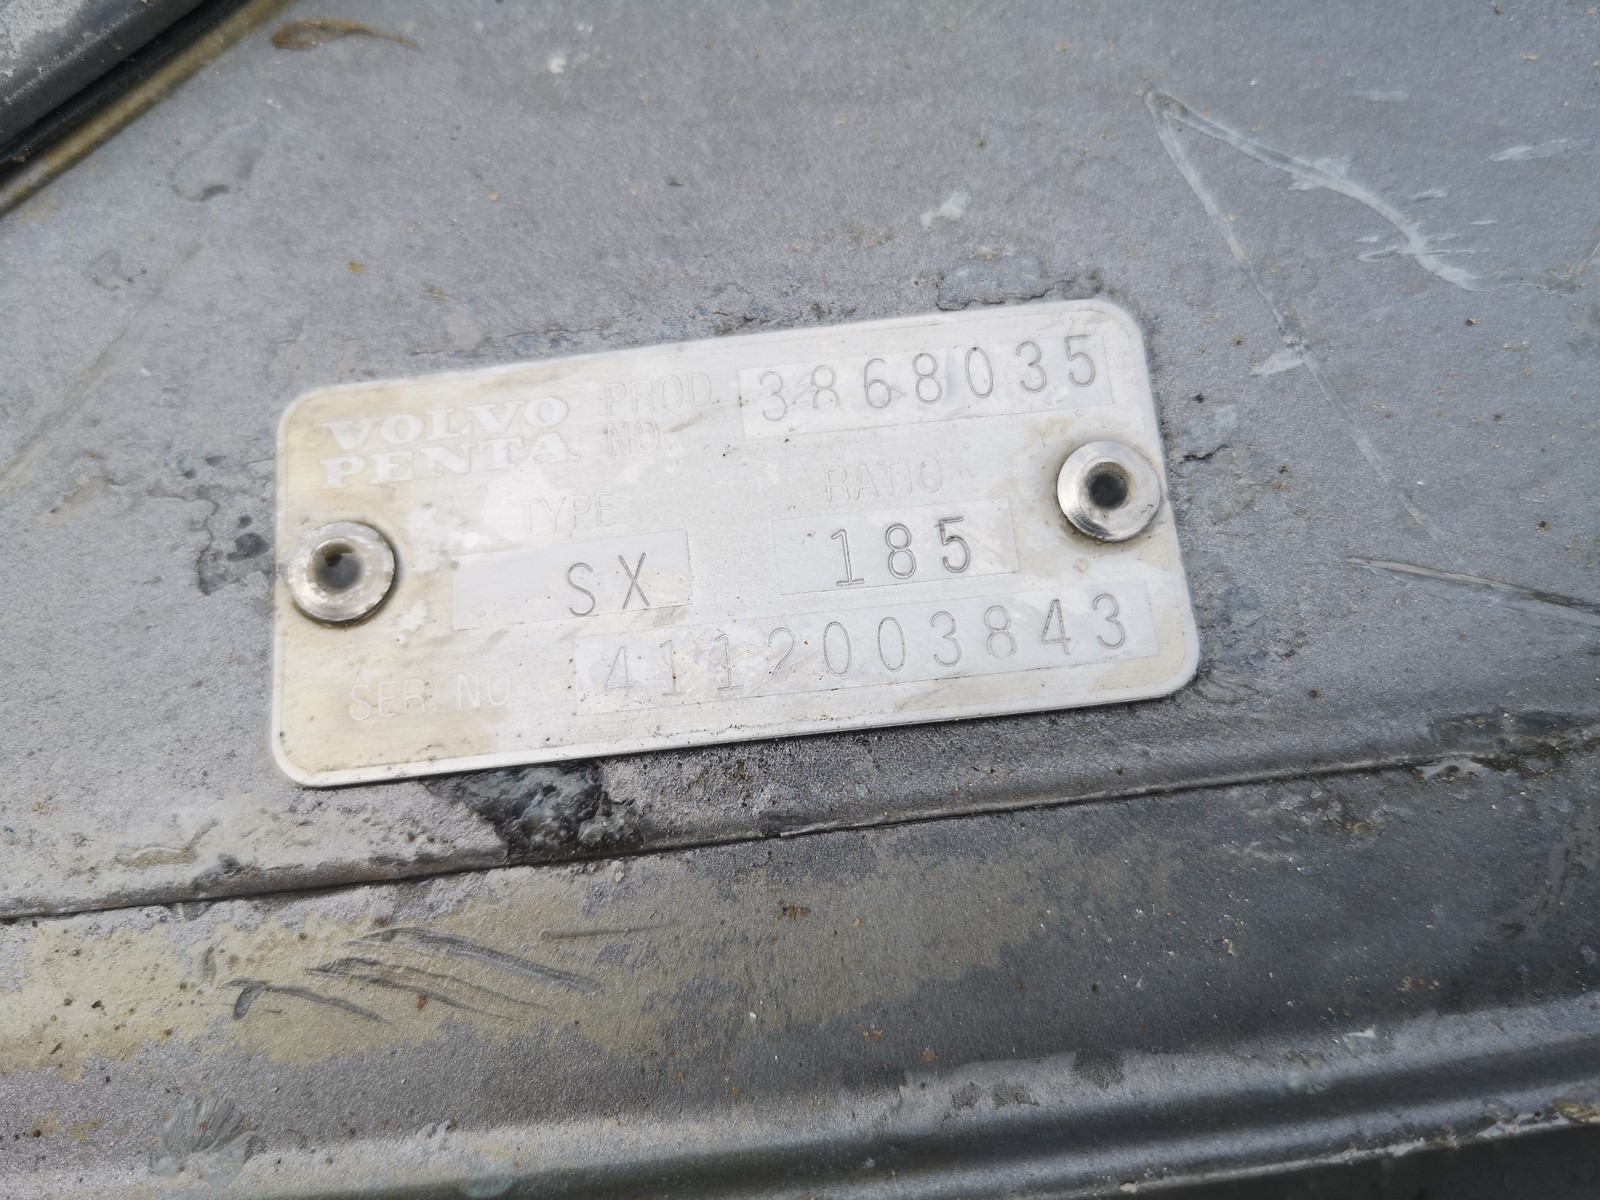 VOLVO PENTA PROD. NO. 3868035
TYPE RATIO
SX 185
SER. NO 4112003843